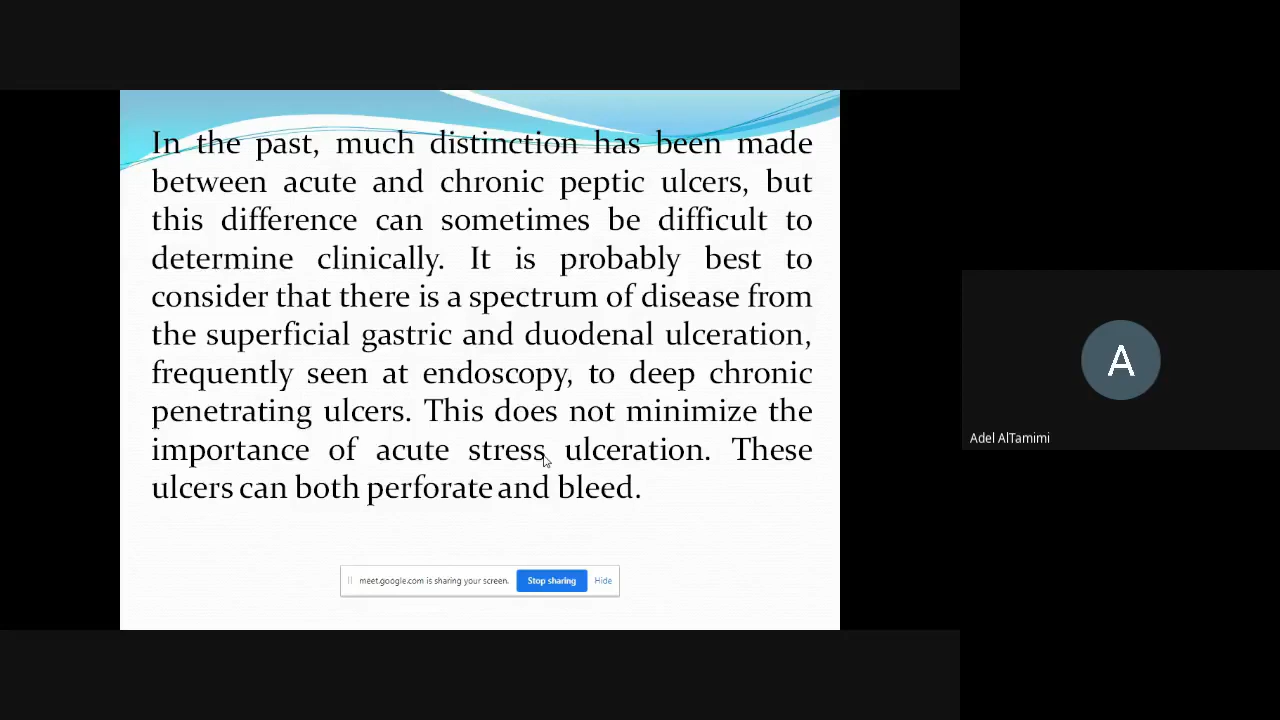 In the past, much distinction has been made
between acute and chronic peptic ulcers, but
this difference can sometimes be difficult to
determine clinically. It is probably best to
consider that there is a spectrum of disease from
the superficial gastric and duodenal ulceration,
frequently seen at endoscopy, to deep chronic
penetrating ulcers. This does not minimize the
importance of acute stress ulceration. These
ulcers can both perforate and bleed.
meet.google.com is sharing your screen. Stop sharing Hide
A
Adel AlTamimi